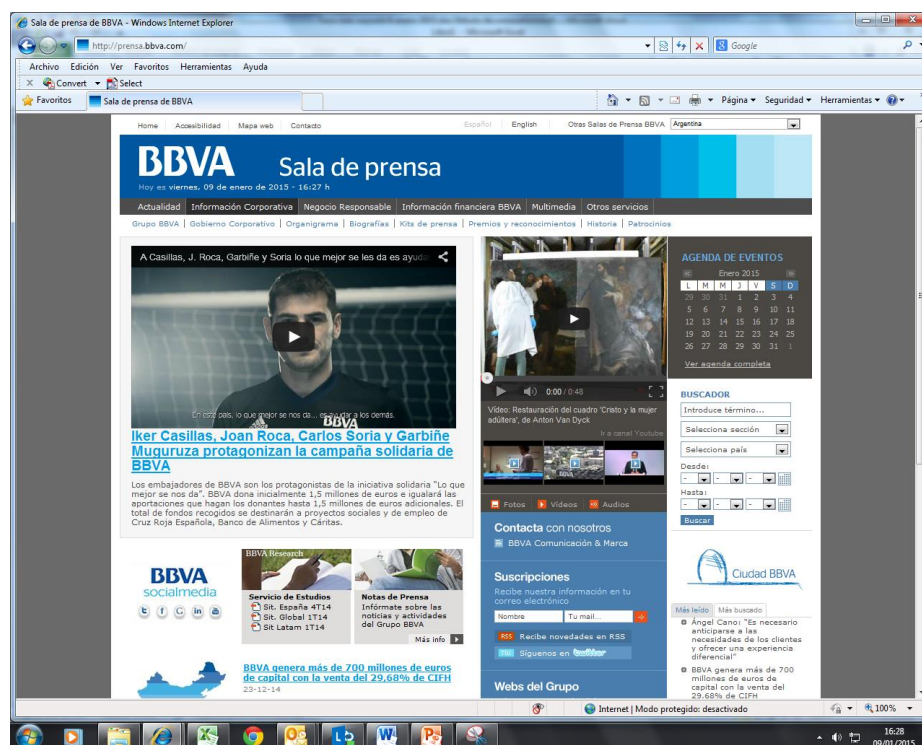 Sala de prensa de BBVA - Windows Internet Explorer
http://prensa.bbva.com/
Google
Archivo Edición Ver Favoritos Herramientas Ayuda
Convert Select
Favoritos Sala de prensa de BBVA Página Seguridad Herramientas
Home Accesibilidad Mapa web Contacto Español English Otras Salas de Prensa BBVA Argentina
BBVA Sala de prensa
Hoy es viernes, 09 de enero de 2015 - 16:27 h
Actualidad Información Corporativa Negocio Responsable Información financiera BBVA Multimedia Otros servicios
Grupo BBVA Gobierno Corporativo Organigrama Biografías Kits de prensa Premios y reconocimientos Historia Patrocinios
A Casillas, J. Roca, Garbiñe y Soria lo que mejor se les da es ayuda
En este país, lo que mejor se nos da... es ayudar a los demás.
BBVA
Iker Casillas, Joan Roca, Carlos Soria y Garbiñe
Muguruza protagonizan la campaña solidaria de
BBVA
Los embajadores de BBVA son los protagonistas de la iniciativa solidaria "Lo que
mejor se nos da". BBVA dona inicialmente 1,5 millones de euros e igualará las
aportaciones que hagan los donantes hasta 1,5 millones de euros adicionales. El
total de fondos recogidos se destinarán a proyectos sociales y de empleo de
Cruz Roja Española, Banco de Alimentos y Cáritas.
BBVA
socialmedia
BBVA Research
Servicio de Estudios
Sit. España 4T14
Sit. Global 1T14
Sit Latam 1T14
Notas de Prensa
Infórmate sobre las
noticias y actividades
del Grupo BBVA
Más info
BBVA genera más de 700 millones de euros
de capital con la venta del 29,68% de CIFH
23-12-14
0:00 / 0:48
Vídeo: Restauración del cuadro 'Cristo y la mujer
adúltera', de Anton Van Dyck
Ir a canal Youtube
Fotos Vídeos Audios
Contacta con nosotros
BBVA Comunicación & Marca
Suscripciones
Recibe nuestra información en tu
correo electrónico
Nombre Tu mail...
RSS Recibe novedades en RSS
Síguenos en twitter
Webs del Grupo
AGENDA DE EVENTOS
Enero 2015
L M M J V S D
29 30 31 1 2 3 4
5 6 7 8 9 10 11
12 13 14 15 16 17 18
19 20 21 22 23 24 25
26 27 28 29 30 31 1
Ver agenda completa
BUSCADOR
Introduce término...
Selecciona sección
Selecciona país
Desde:
- - -
Hasta:
- - -
Buscar
Ciudad BBVA
Más leído Más buscado
Ángel Cano: "Es necesario
anticiparse a las
necesidades de los clientes
y ofrecer una experiencia
diferencial"
BBVA genera más de 700
millones de euros de
capital con la venta del
29,68% de CIFH
Internet | Modo protegido: desactivado 100%
16:28
09/01/2015